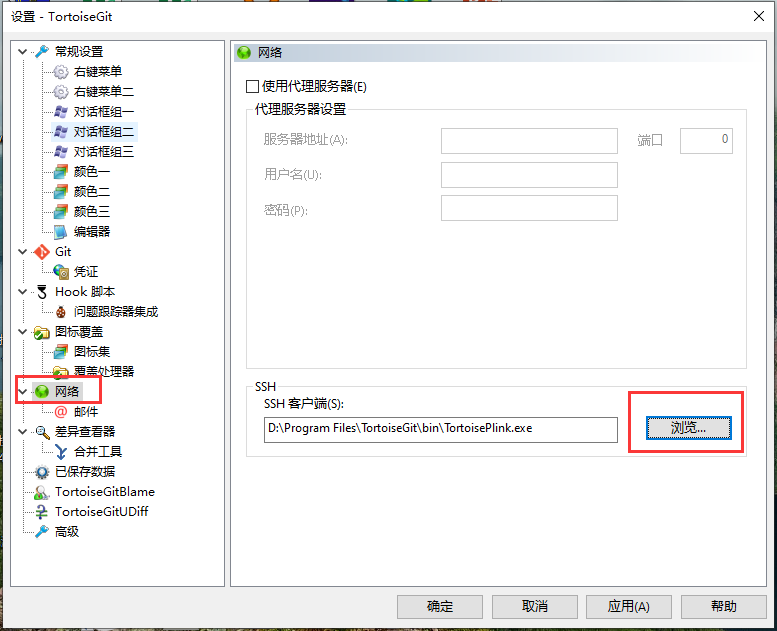 设置 - TortoiseGit
常规设置
右键菜单
右键菜单二
对话框组一
对话框组二
对话框组三
颜色一
颜色二
颜色三
编辑器
Git
凭证
Hook 脚本
问题跟踪器集成
图标覆盖
图标集
覆盖处理器
网络
邮件
差异查看器
合并工具
已保存数据
TortoiseGitBlame
TortoiseGitUDiff
高级
网络
使用代理服务器(E)
代理服务器设置
服务器地址(A): 端口 0
用户名(U):
密码(P):
SSH
SSH 客户端(S):
D:\Program Files\TortoiseGit\bin\TortoisePlink.exe 浏览...
确定 取消 应用(A) 帮助